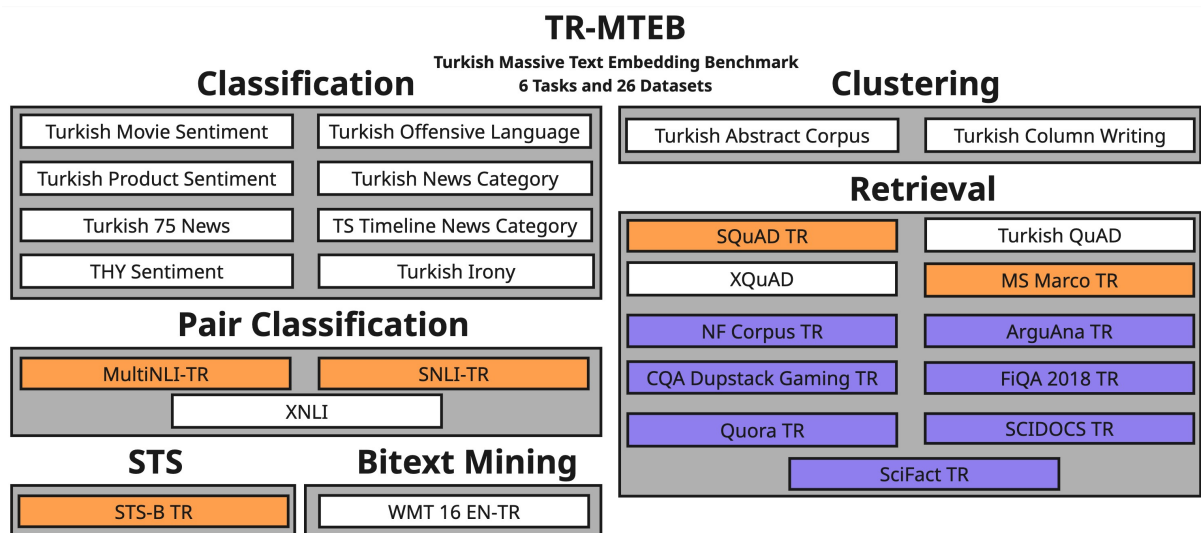 TR-MTEB
Turkish Massive Text Embedding Benchmark
6 Tasks and 26 Datasets
Classification
Turkish Movie Sentiment
Turkish Offensive Language
Turkish Product Sentiment
Turkish News Category
Turkish 75 News
TS Timeline News Category
THY Sentiment
Turkish Irony
Pair Classification
MultiNLI-TR
SNLI-TR
XNLI
STS
STS-B TR
Bitext Mining
WMT 16 EN-TR
Clustering
Turkish Abstract Corpus
Turkish Column Writing
Retrieval
SQuAD TR
Turkish QuAD
XQuAD
MS Marco TR
NF Corpus TR
ArguAna TR
CQA Dupstack Gaming TR
FiQA 2018 TR
Quora TR
SCIDOCS TR
SciFact TR